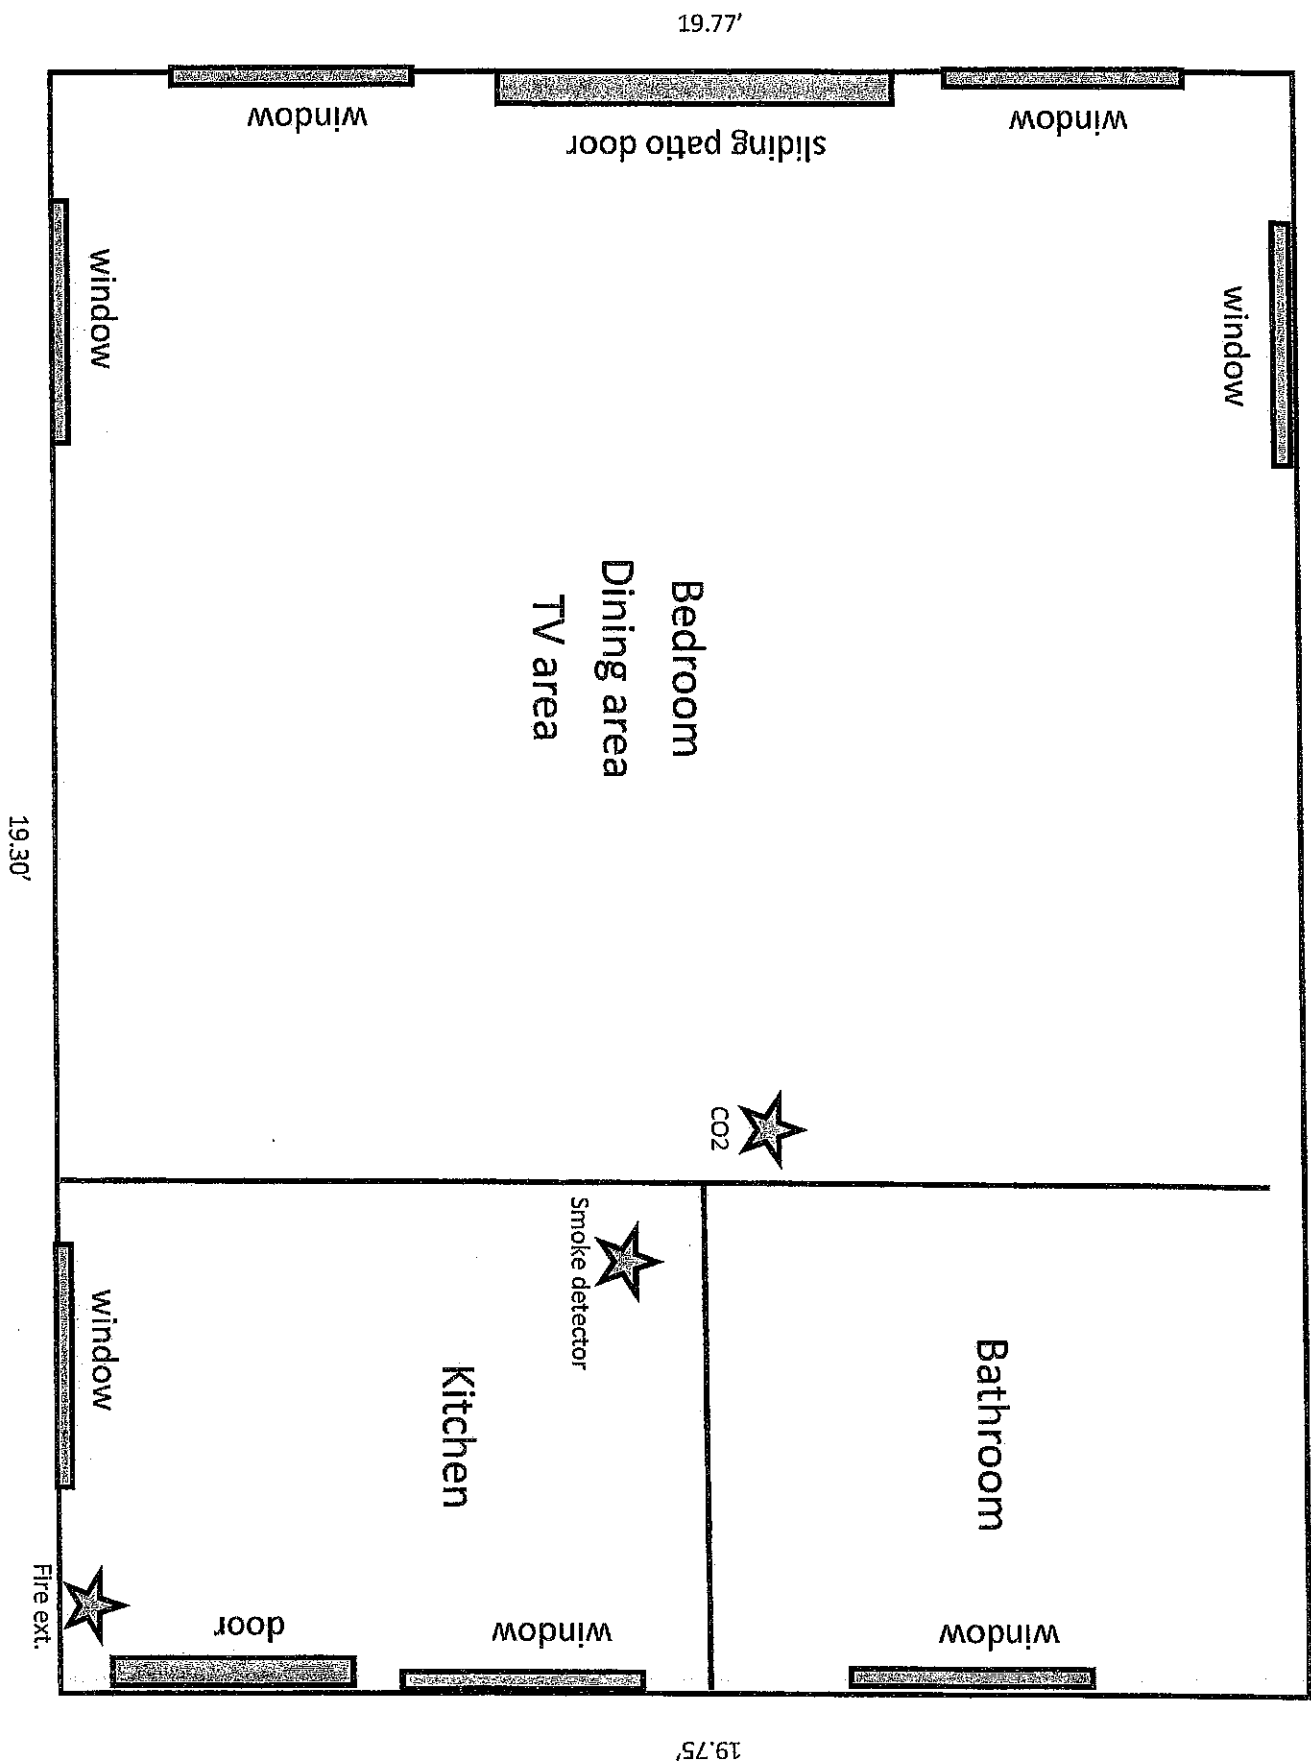 19.77'
window
sliding patio door
window
window
window
Bedroom
Dining area
TV area
19.30'
CO2
Smoke detector
Kitchen
Bathroom
window
Fire ext.
door
window
window
19.75'